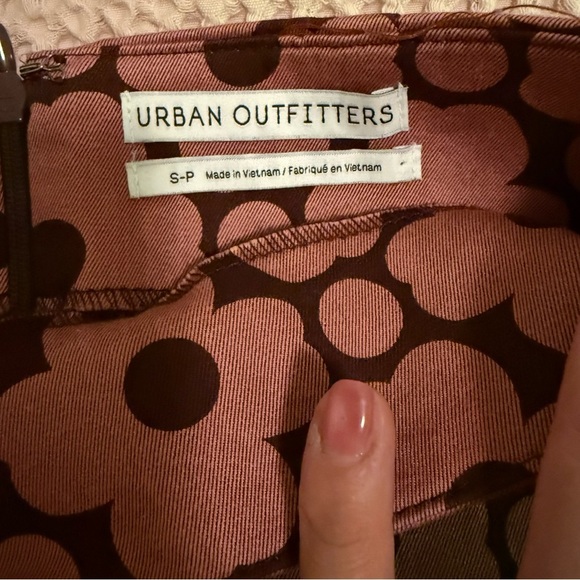 URBAN OUTFITTERS
S-P Made in Vietnam / Fabriqué en Vietnam